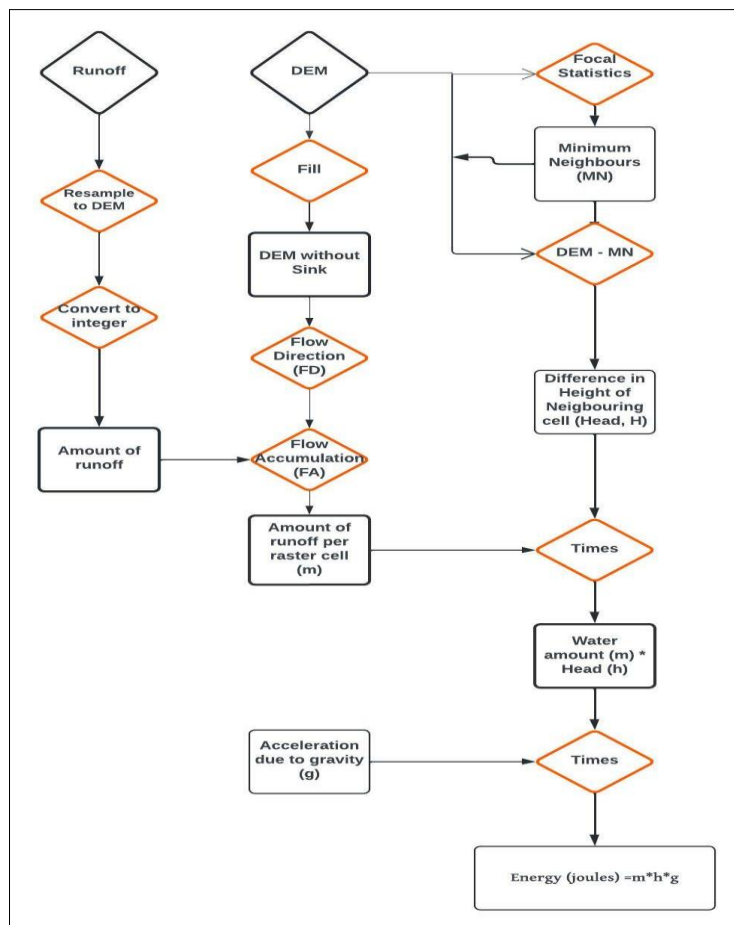 Runoff
DEM
Focal
Statistics
Resample
to DEM
Fill
Minimum
Neighbours
(MN)
DEM without
Sink
DEM - MN
Convert to
integer
Flow
Direction
(FD)
Difference in
Height of
Neigbouring
cell (Head, H)
Amount of
runoff
Flow
Accumulation
(FA)
Amount of
runoff per
raster cell
(m)
Times
Water
amount (m) *
Head (h)
Acceleration
due to gravity
(g)
Times
Energy (joules) =m*h*g